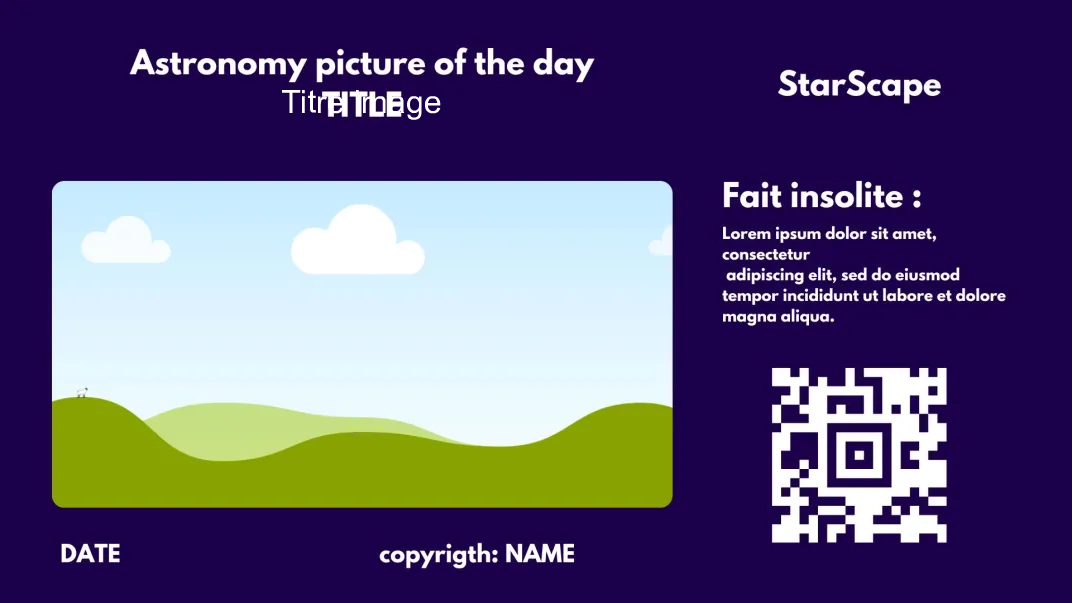 Astronomy picture of the day
Titre image
TITLE
StarScape
Fait insolite :
Lorem ipsum dolor sit amet,
consectetur
adipiscing elit, sed do eiusmod
tempor incididunt ut labore et dolore
magna aliqua.
DATE
copyrigth: NAME